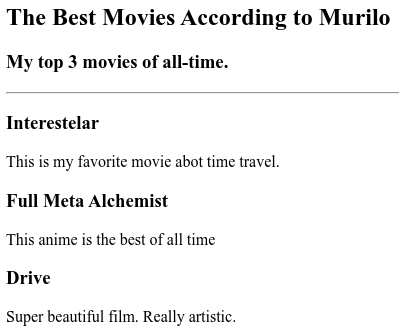 The Best Movies According to Murilo
My top 3 movies of all-time.
Interestelar
This is my favorite movie abot time travel.
Full Meta Alchemist
This anime is the best of all time
Drive
Super beautiful film. Really artistic.